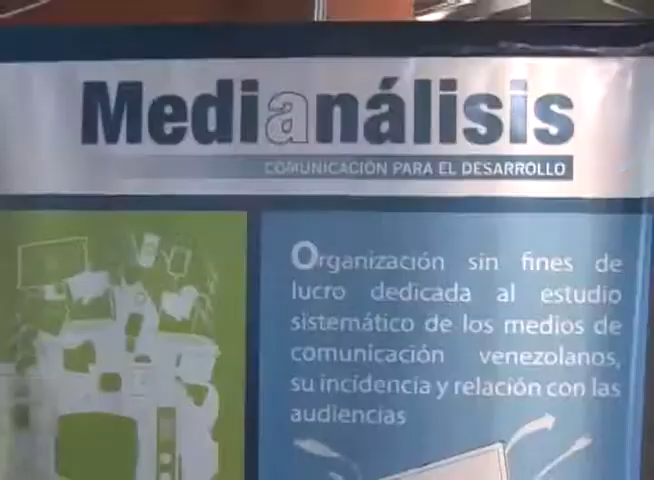 Medianálisis
COMUNICACIÓN PARA EL DESARROLLO
Organización sin fines de
lucro dedicada al estudio
sistemático de los medios de
comunicación venezolanos,
su incidencia y relación con las
audiencias